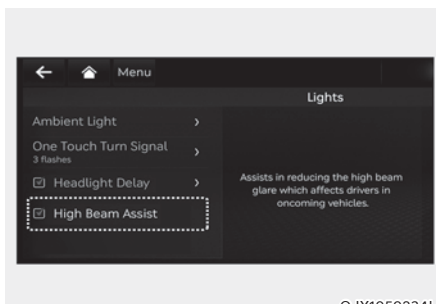 Menu
Lights
Ambient Light
One Touch Turn Signal
3 flashes
Headlight Delay
High Beam Assist
Assists in reducing the high beam
glare which affects drivers in
oncoming vehicles.